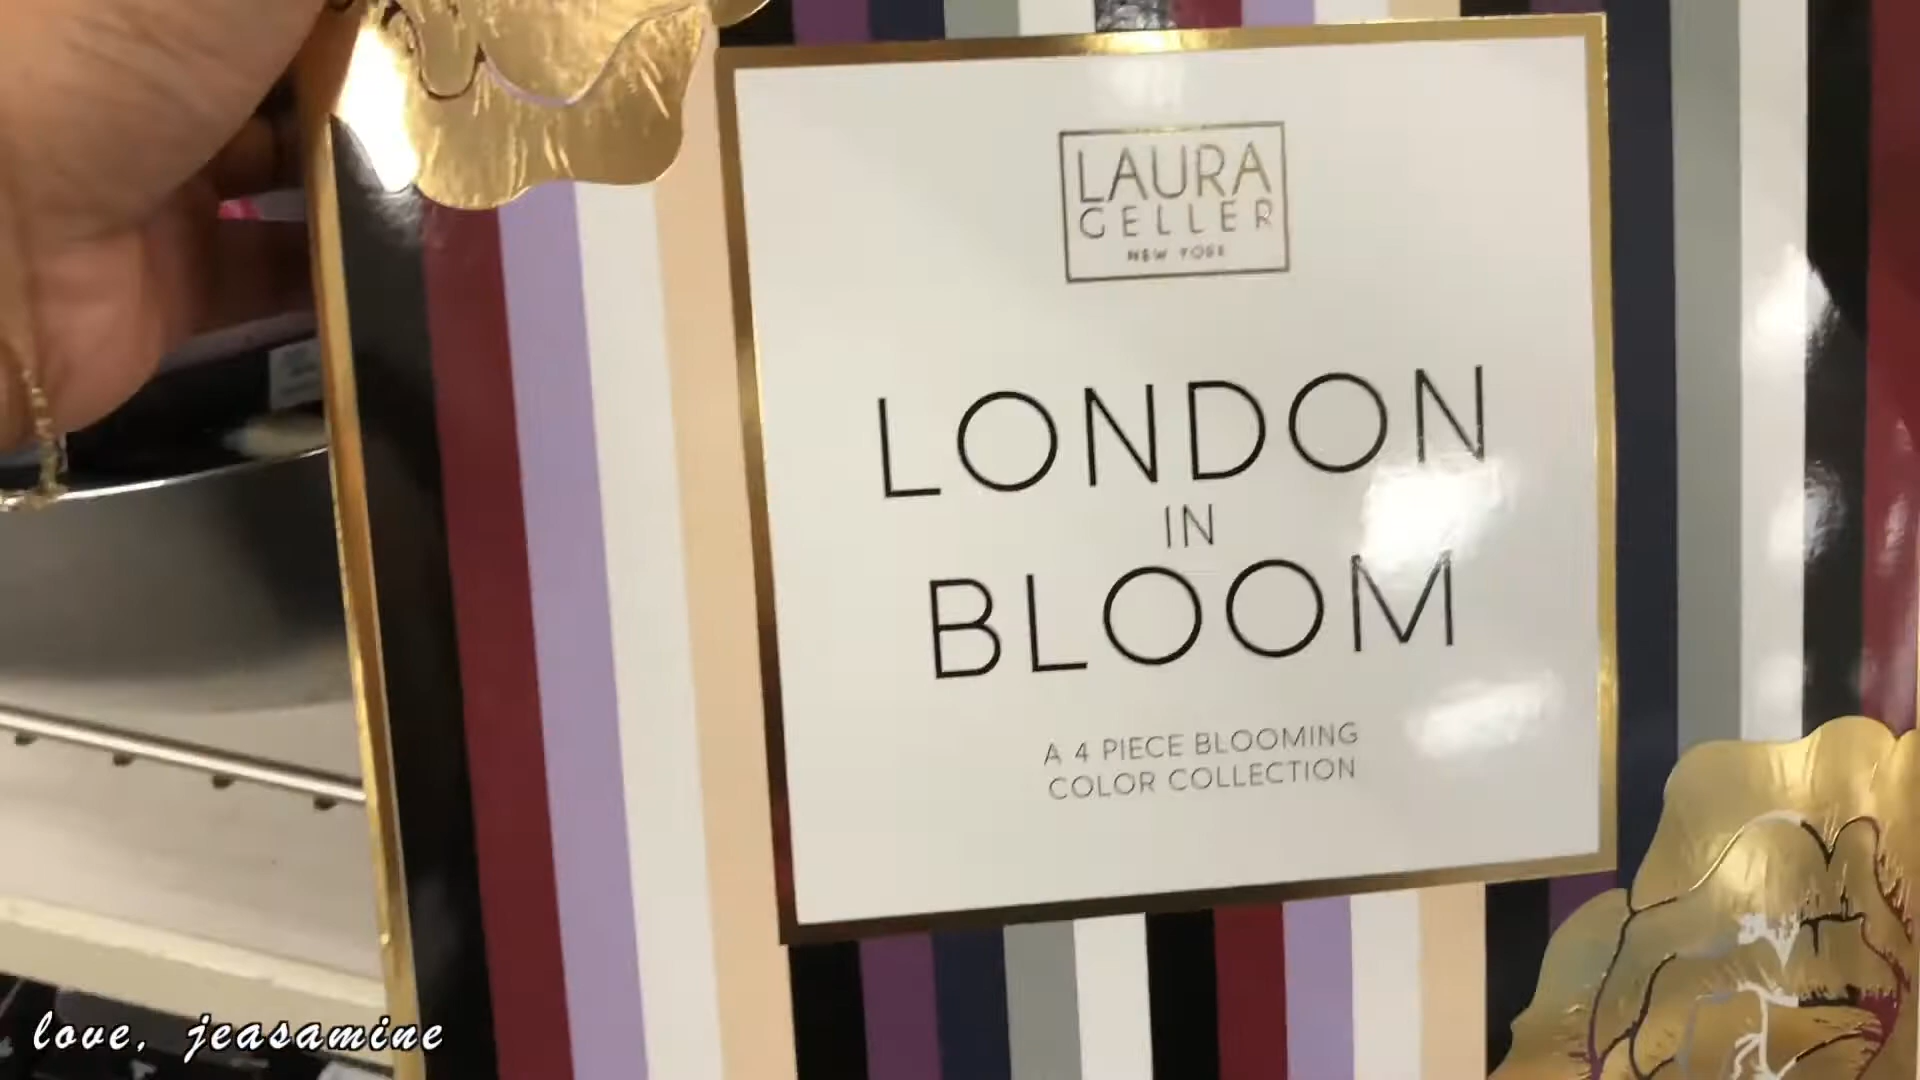 LAURA
GELLER
NEW YORK
LONDON
IN
BLOOM
A 4 PIECE BLOOMING
COLOR COLLECTION
love, jeasamine